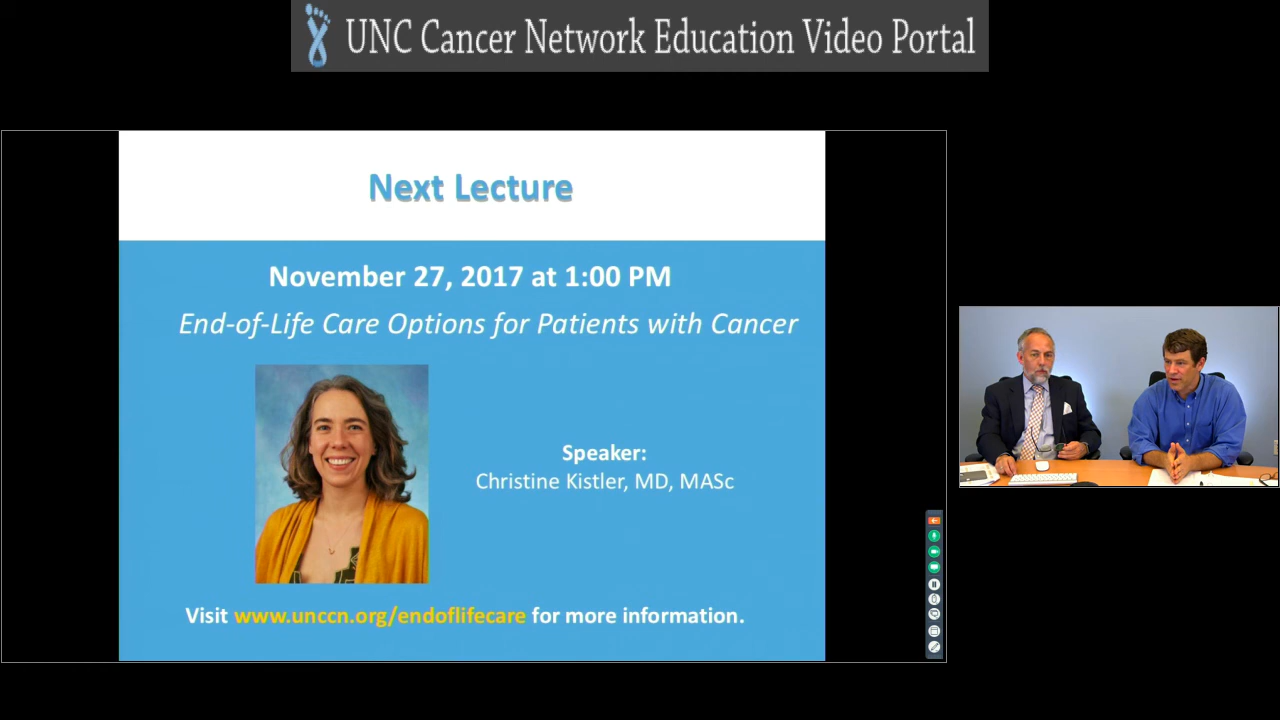 UNC Cancer Network Education Video Portal
Next Lecture
November 27, 2017 at 1:00 PM
End-of-Life Care Options for Patients with Cancer
Speaker:
Christine Kistler, MD, MASc
Visit www.unccn.org/endoflifecare for more information.